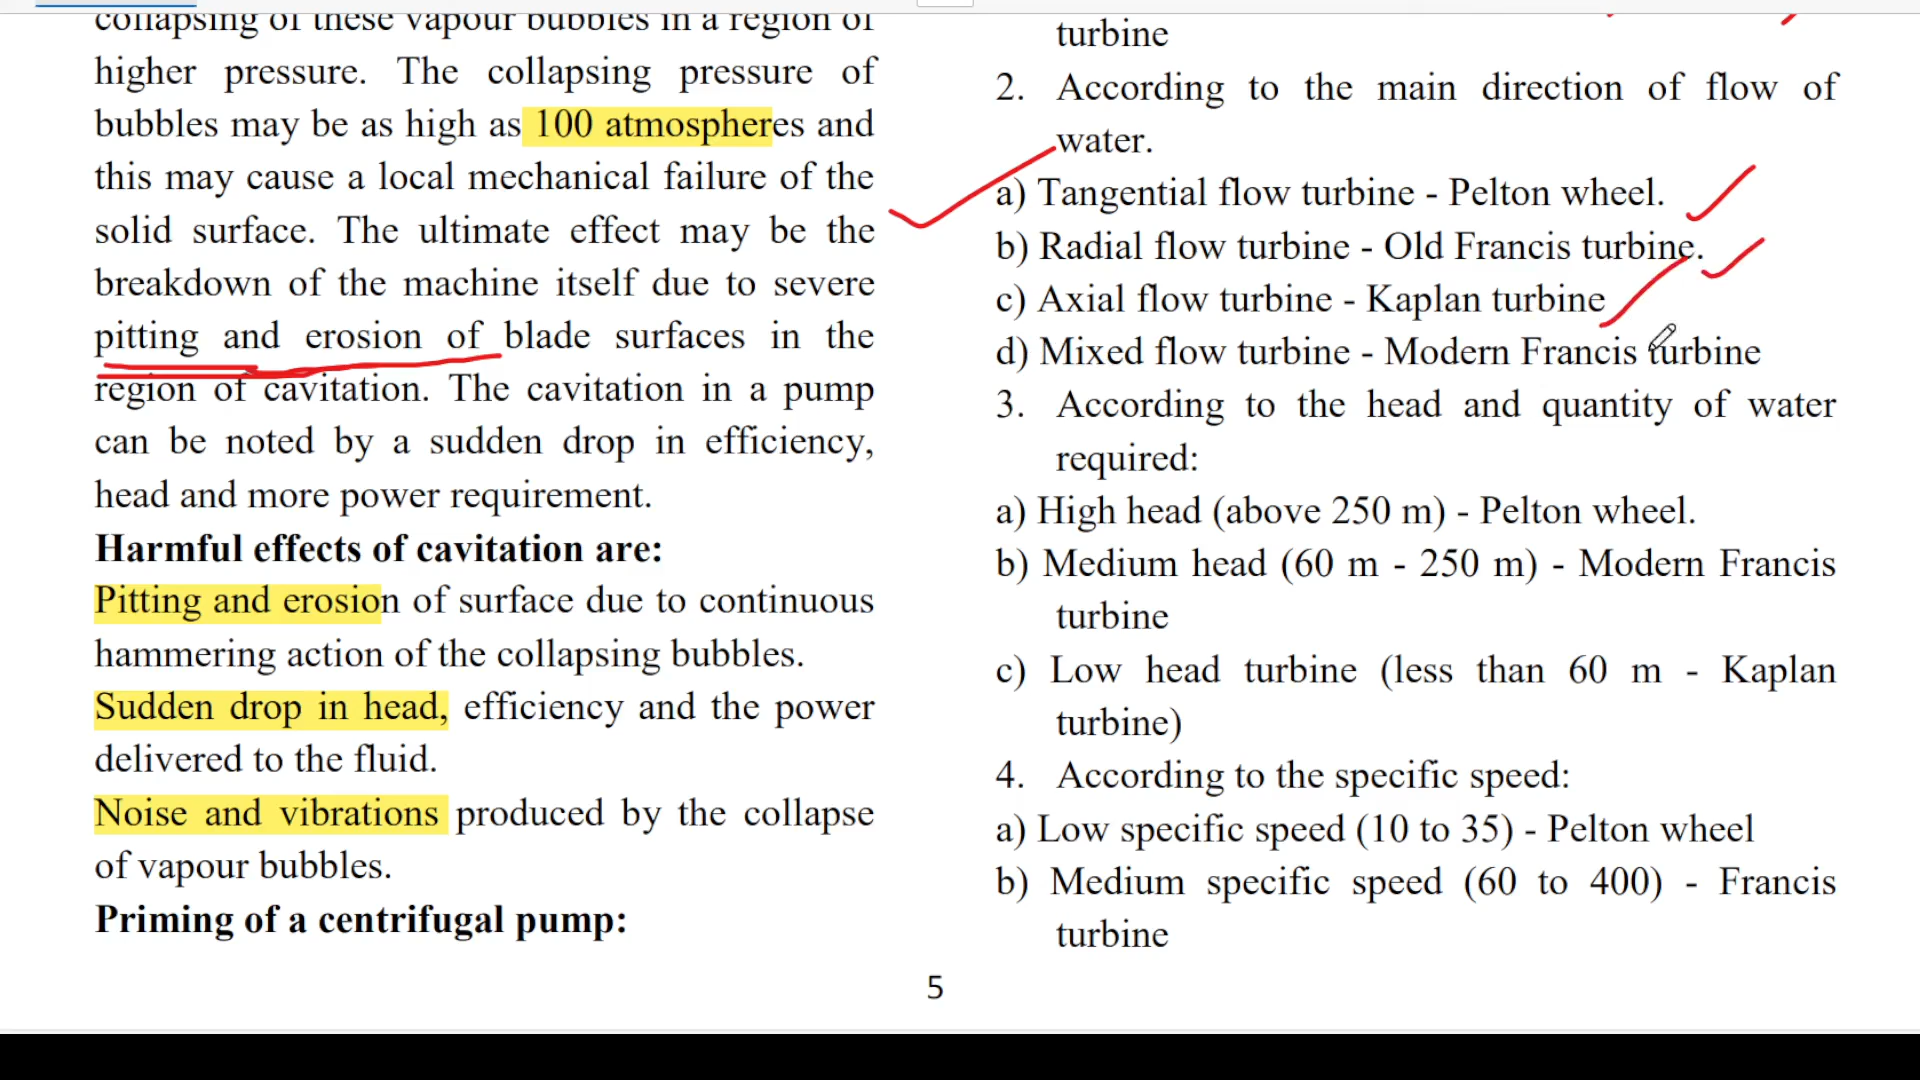 collapsing of these vapour bubbles in a region of
higher pressure. The collapsing pressure of
bubbles may be as high as 100 atmospheres and
this may cause a local mechanical failure of the
solid surface. The ultimate effect may be the
breakdown of the machine itself due to severe
pitting and erosion of blade surfaces in the
region of cavitation. The cavitation in a pump
can be noted by a sudden drop in efficiency,
head and more power requirement.
Harmful effects of cavitation are:
Pitting and erosion of surface due to continuous
hammering action of the collapsing bubbles.
Sudden drop in head, efficiency and the power
delivered to the fluid.
Noise and vibrations produced by the collapse
of vapour bubbles.
Priming of a centrifugal pump:
turbine
2. According to the main direction of flow of
water.
a) Tangential flow turbine - Pelton wheel.
b) Radial flow turbine - Old Francis turbine.
c) Axial flow turbine - Kaplan turbine
d) Mixed flow turbine - Modern Francis turbine
3. According to the head and quantity of water
required:
a) High head (above 250 m) - Pelton wheel.
b) Medium head (60 m - 250 m) - Modern Francis
turbine
c) Low head turbine (less than 60 m - Kaplan
turbine)
4. According to the specific speed:
a) Low specific speed (10 to 35) - Pelton wheel
b) Medium specific speed (60 to 400) - Francis
turbine
5